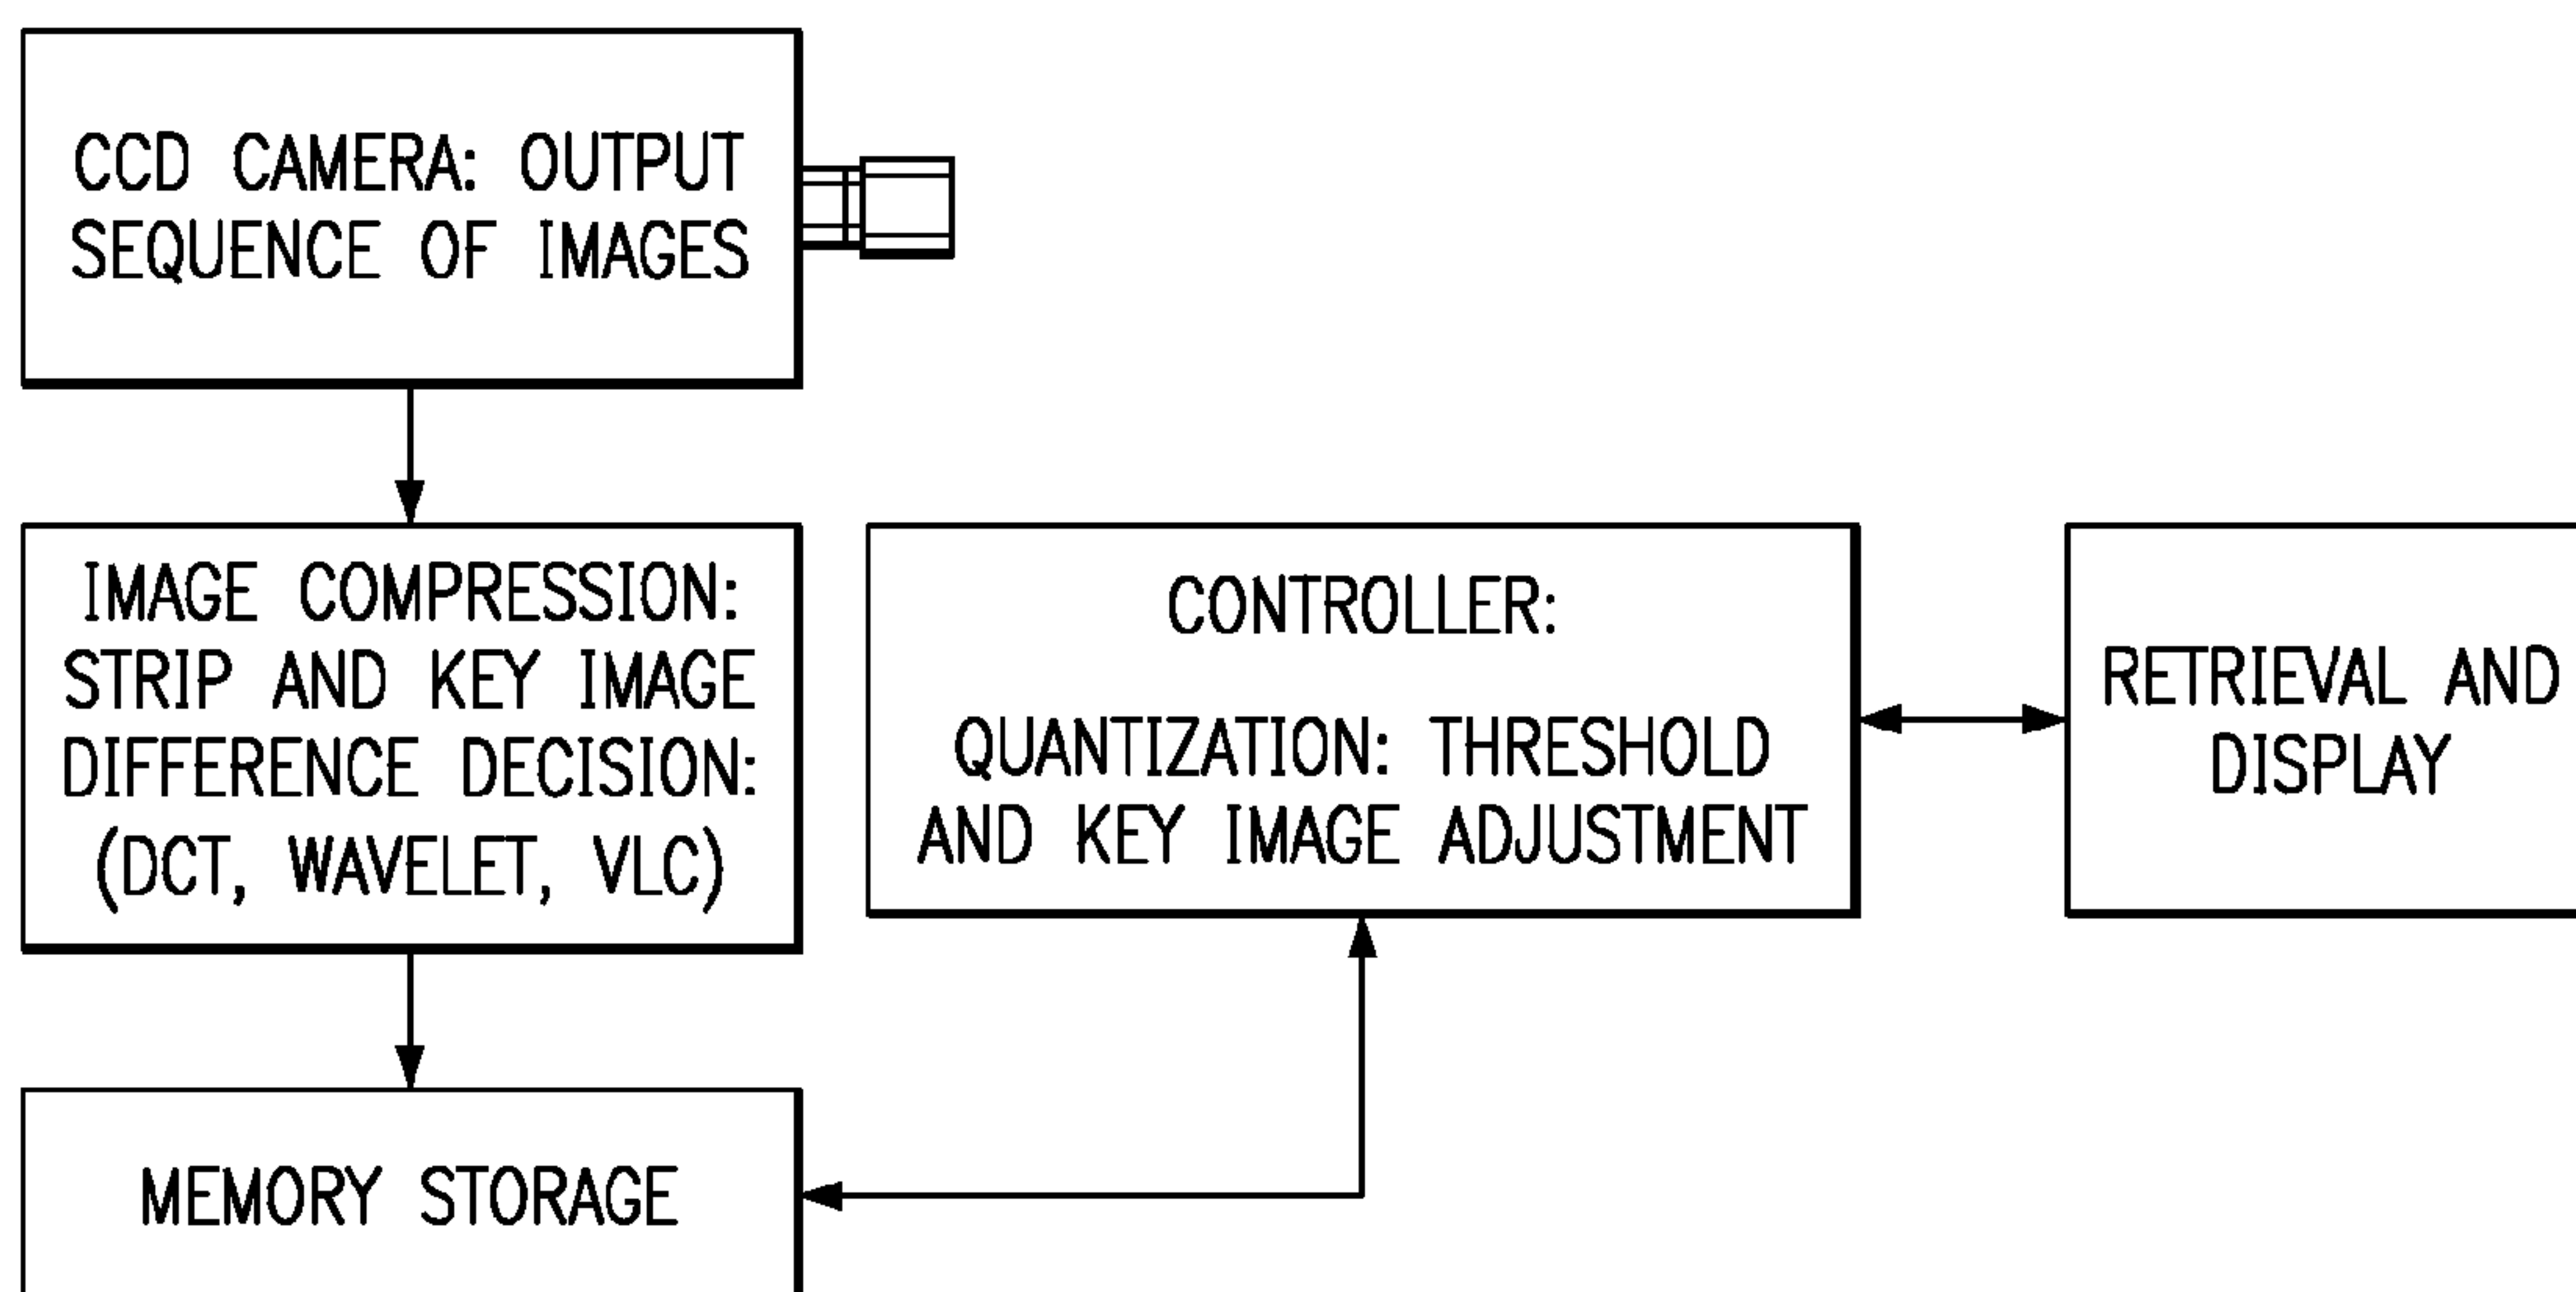 CCD CAMERA: OUTPUT
SEQUENCE OF IMAGES
IMAGE COMPRESSION:
STRIP AND KEY IMAGE
DIFFERENCE DECISION:
(DCT, WAVELET, VLC)
CONTROLLER:
QUANTIZATION: THRESHOLD
AND KEY IMAGE ADJUSTMENT
RETRIEVAL AND
DISPLAY
MEMORY STORAGE